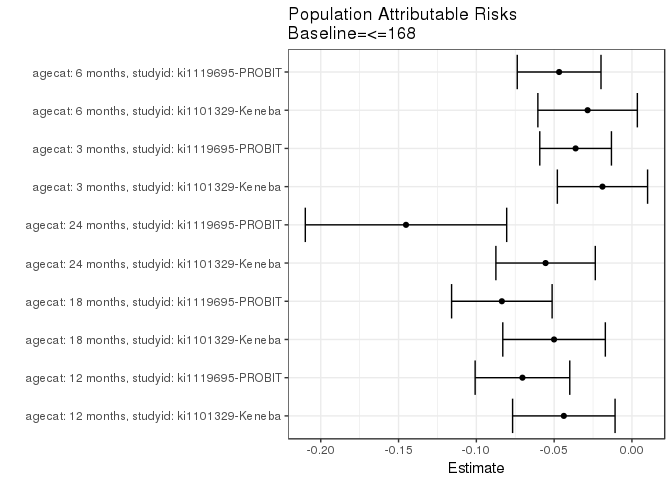 Population Attributable Risks
Baseline=<=168
agecat: 6 months, studyid: ki1119695-PROBIT
agecat: 6 months, studyid: ki1101329-Keneba
agecat: 3 months, studyid: ki1119695-PROBIT
agecat: 3 months, studyid: ki1101329-Keneba
agecat: 24 months, studyid: ki1119695-PROBIT
agecat: 24 months, studyid: ki1101329-Keneba
agecat: 18 months, studyid: ki1119695-PROBIT
agecat: 18 months, studyid: ki1101329-Keneba
agecat: 12 months, studyid: ki1119695-PROBIT
agecat: 12 months, studyid: ki1101329-Keneba
-0.20 -0.15 -0.10 -0.05 0.00
Estimate